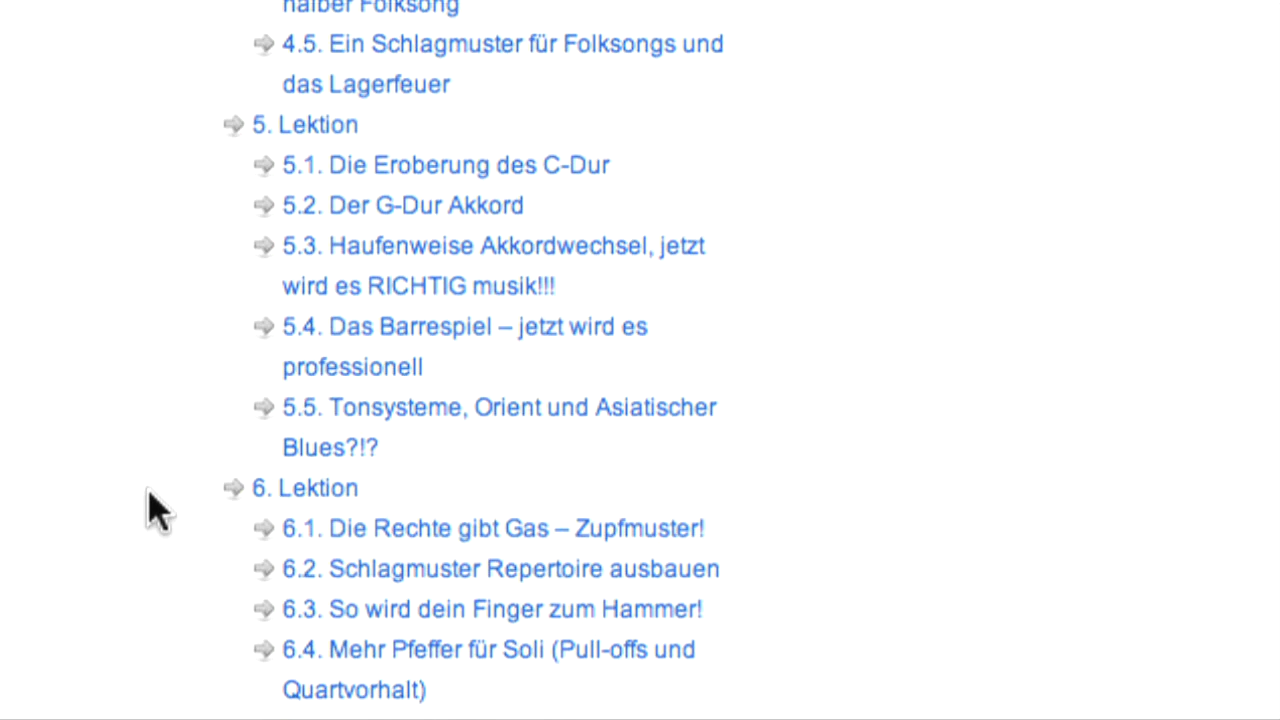 halber Folksong
4.5. Ein Schlagmuster für Folksongs und
das Lagerfeuer
5. Lektion
5.1. Die Eroberung des C-Dur
5.2. Der G-Dur Akkord
5.3. Haufenweise Akkordwechsel, jetzt
wird es RICHTIG musik!!!
5.4. Das Barrespiel – jetzt wird es
professionell
5.5. Tonsysteme, Orient und Asiatischer
Blues?!?
6. Lektion
6.1. Die Rechte gibt Gas – Zupfmuster!
6.2. Schlagmuster Repertoire ausbauen
6.3. So wird dein Finger zum Hammer!
6.4. Mehr Pfeffer für Soli (Pull-offs und
Quartvorhalt)